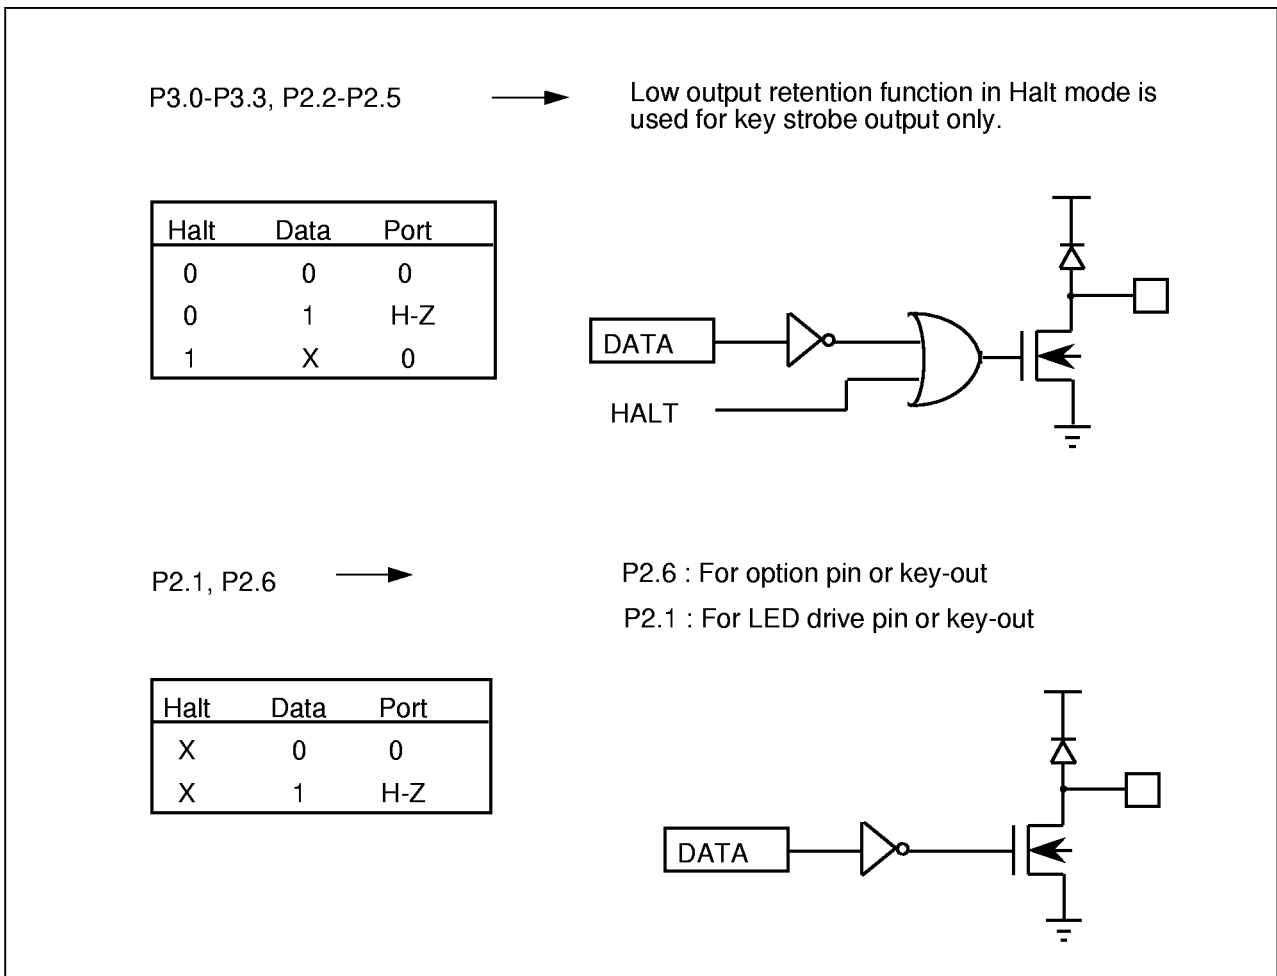 P3.0-P3.3, P2.2-P2.5
Low output retention function in Halt mode is
used for key strobe output only.
Halt Data Port
0 0 0
0 1 H-Z
1 X 0
DATA
HALT
P2.1, P2.6
P2.6 : For option pin or key-out
P2.1 : For LED drive pin or key-out
Halt Data Port
X 0 0
X 1 H-Z
DATA